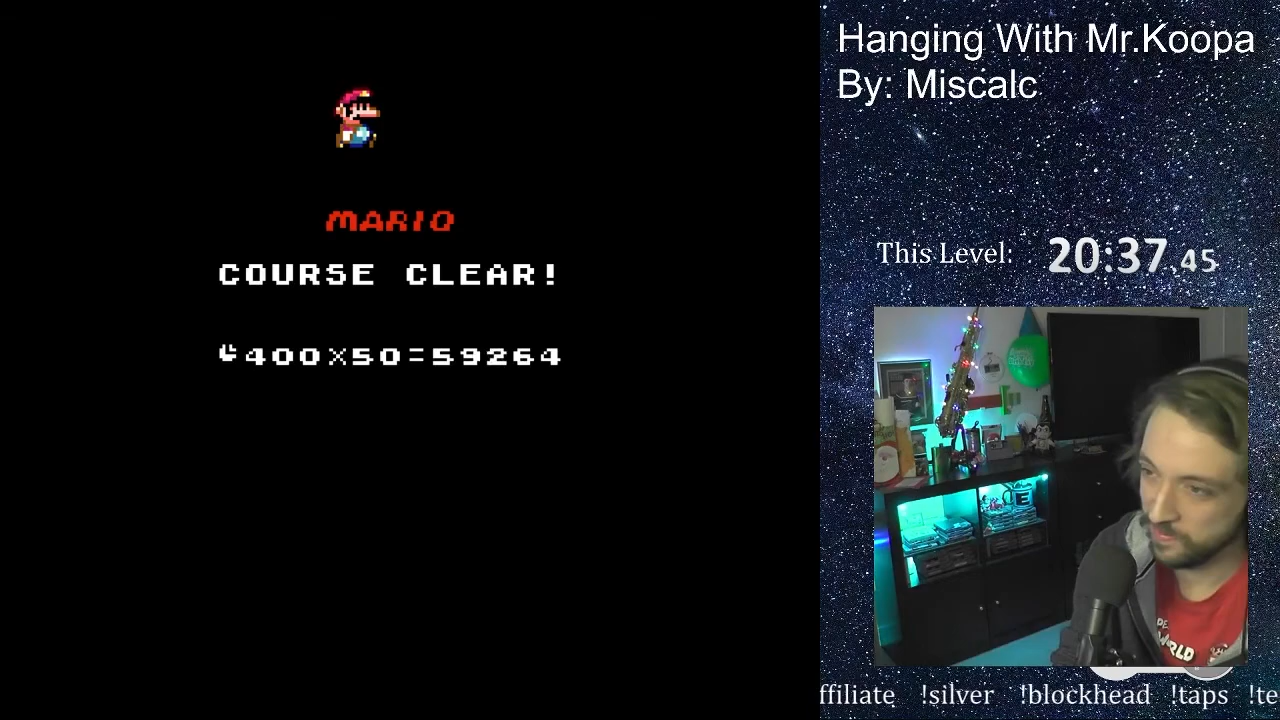 Hanging With Mr.Koopa
By: Miscalc
MARIO
COURSE CLEAR!
400×50=59264
This Level: 20:37.45
ffiliate !silver !blockhead !taps !te